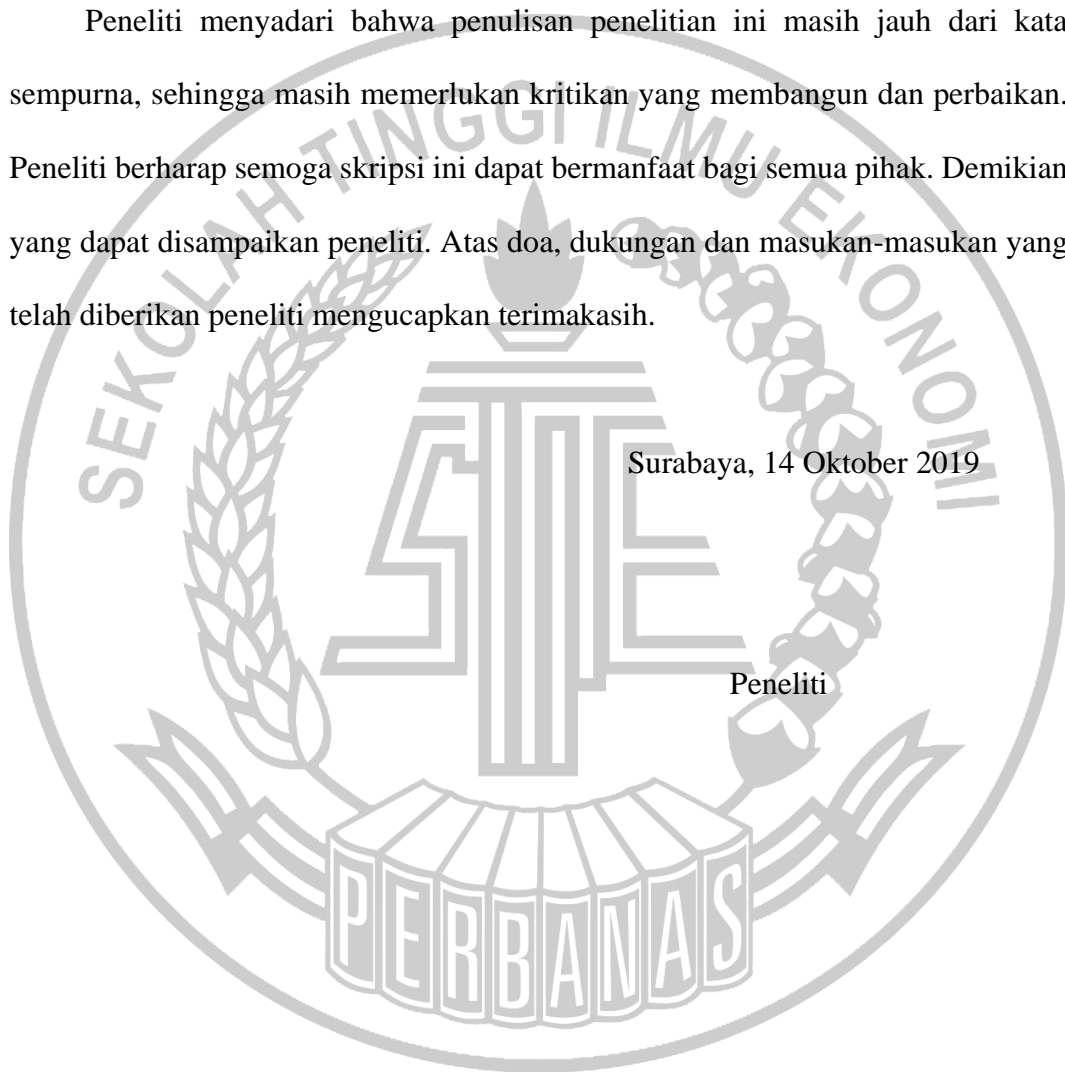 Peneliti menyadari bahwa penulisan penelitian ini masih jauh dari kata
sempurna, sehingga masih memerlukan kritikan yang membangun dan perbaikan.
Peneliti berharap semoga skripsi ini dapat bermanfaat bagi semua pihak. Demikian
yang dapat disampaikan peneliti. Atas doa, dukungan dan masukan-masukan yang
telah diberikan peneliti mengucapkan terimakasih.
Surabaya, 14 Oktober 2019
Peneliti
SEKOLAH TINGGI ILMU EKONOMI
STIE
PERBANAS